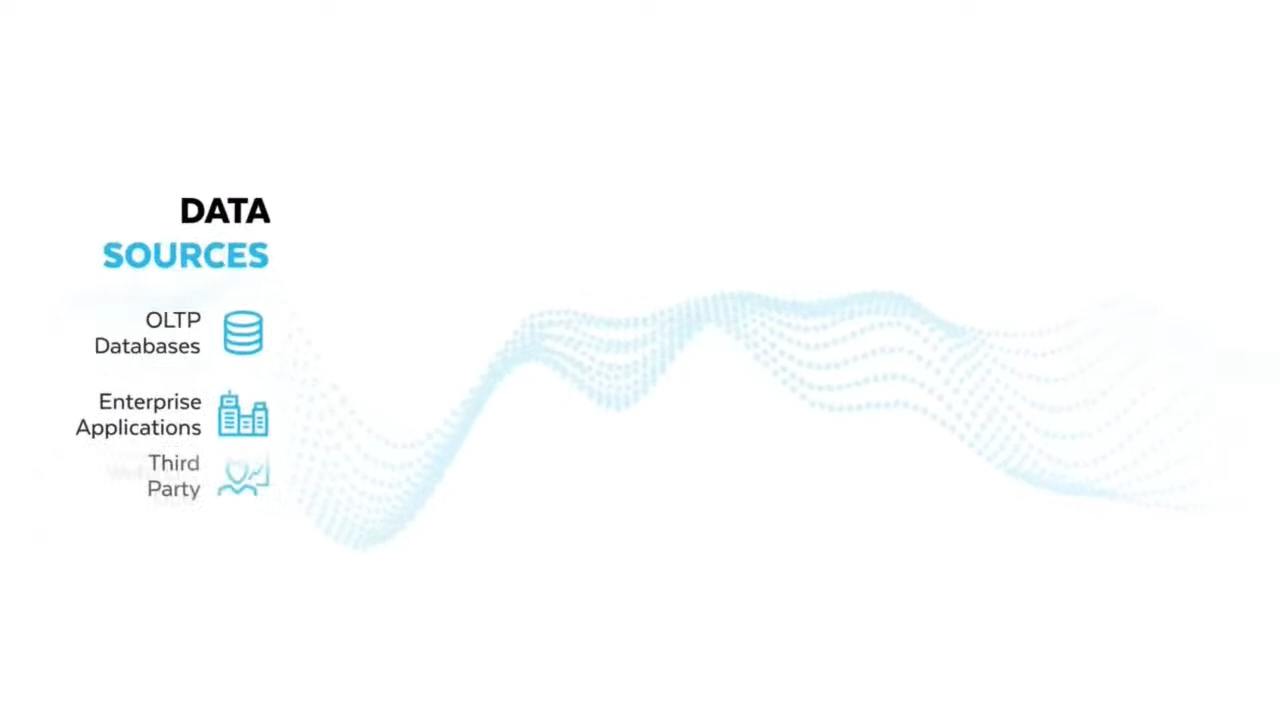 DATA
SOURCES
OLTP
Databases
Enterprise
Applications
Third
Party